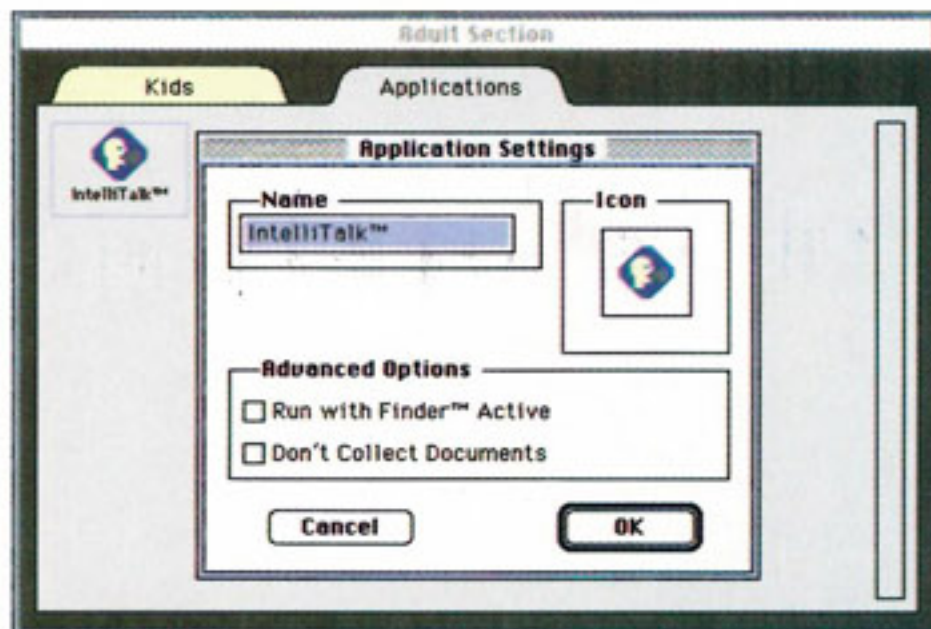 Adult Section
Kids
Applications
IntelliTalk™
Application Settings
Name
IntelliTalk™
Icon
Advanced Options
Run with Finder™ Active
Don't Collect Documents
Cancel
OK